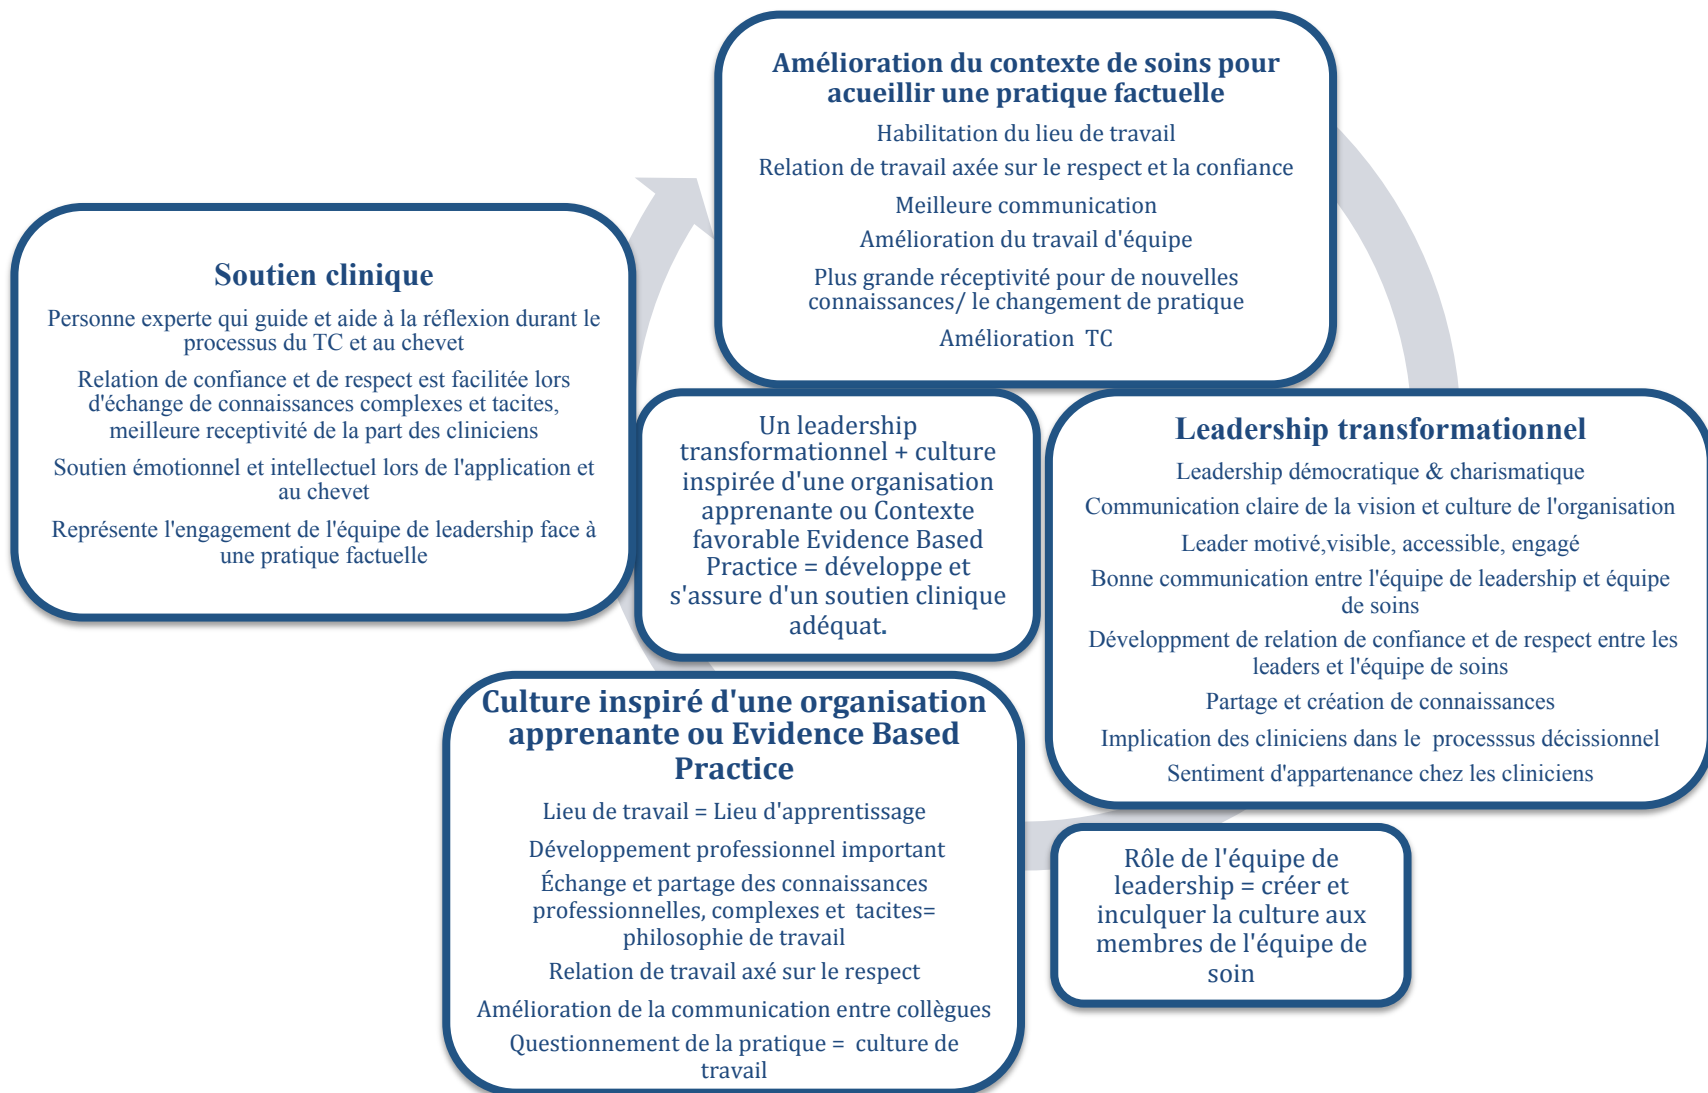 Amélioration du contexte de soins pour
acueillir une pratique factuelle
Habilitation du lieu de travail
Relation de travail axée sur le respect et la confiance
Meilleure communication
Amélioration du travail d'équipe
Plus grande réceptivité pour de nouvelles
connaissances/ le changement de pratique
Amélioration TC
Soutien clinique
Personne experte qui guide et aide à la réflexion durant le
processus du TC et au chevet
Relation de confiance et de respect est facilitée lors
d'échange de connaissances complexes et tacites,
meilleure receptivité de la part des cliniciens
Soutien émotionnel et intellectuel lors de l'application et
au chevet
Représente l'engagement de l'équipe de leadership face à
une pratique factuelle
Un leadership
transformationnel + culture
inspirée d'une organisation
apprenante ou Contexte
favorable Evidence Based
Practice = développe et
s'assure d'un soutien clinique
adéquat.
Leadership transformationnel
Leadership démocratique & charismatique
Communication claire de la vision et culture de l'organisation
Leader motivé,visible, accessible, engagé
Bonne communication entre l'équipe de leadership et équipe
de soins
Développment de relation de confiance et de respect entre les
leaders et l'équipe de soins
Partage et création de connaissances
Implication des cliniciens dans le processsus décissionnel
Sentiment d'appartenance chez les cliniciens
Culture inspiré d'une organisation
apprenante ou Evidence Based
Practice
Lieu de travail = Lieu d'apprentissage
Développement professionnel important
Échange et partage des connaissances
professionnelles, complexes et tacites=
philosophie de travail
Relation de travail axé sur le respect
Amélioration de la communication entre collègues
Questionnement de la pratique = culture de
travail
Rôle de l'équipe de
leadership = créer et
inculquer la culture aux
membres de l'équipe de
soin